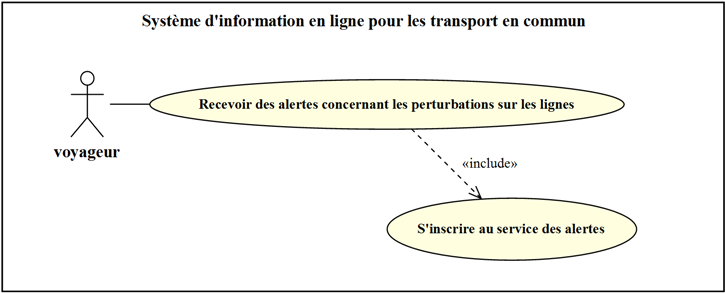 Système d'information en ligne pour les transport en commun
Recevoir des alertes concernant les perturbations sur les lignes
voyageur
«include»
S'inscrire au service des alertes